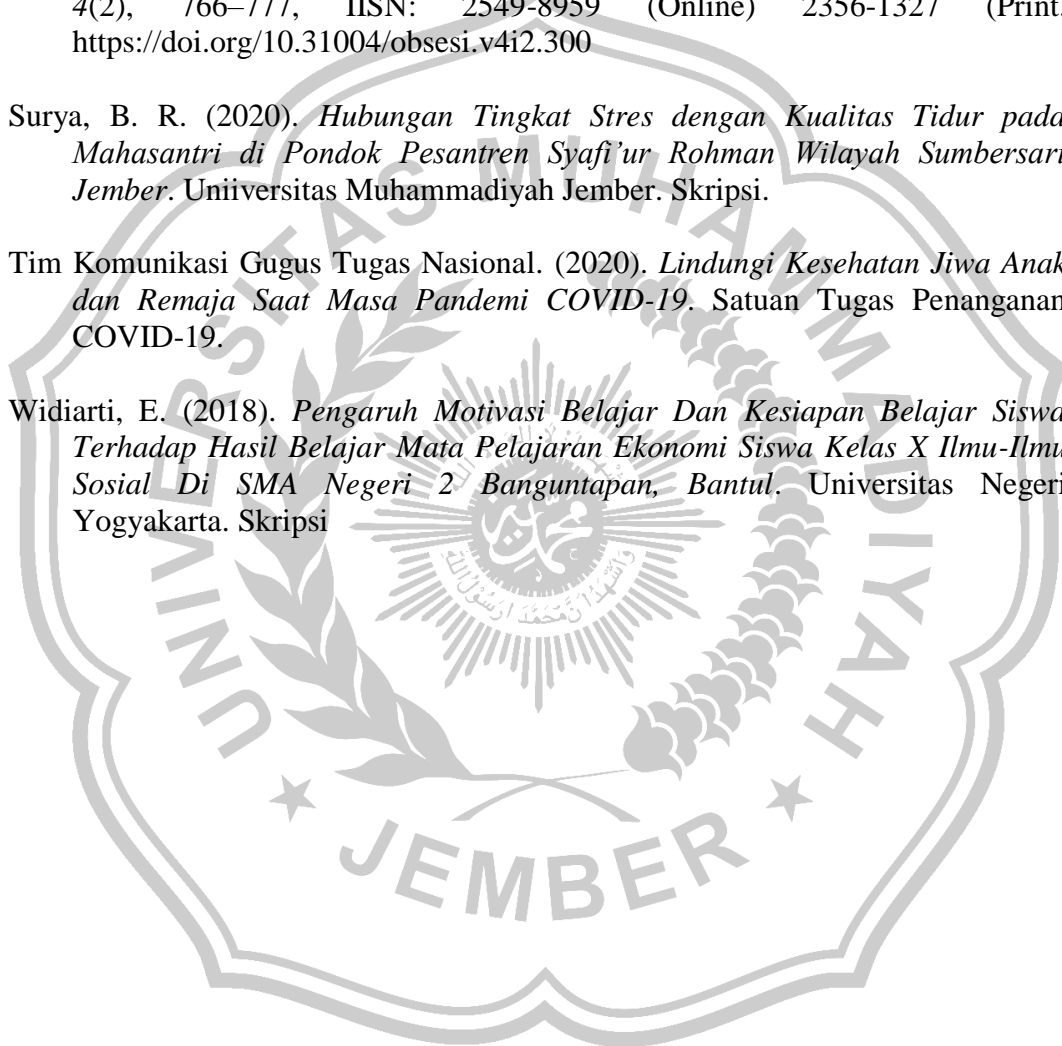 4(2), 766–777, IISN: 2549-8959 (Online) 2356-1327 (Print.
https://doi.org/10.31004/obsesi.v4i2.300
Surya, B. R. (2020). Hubungan Tingkat Stres dengan Kualitas Tidur pada
Mahasantri di Pondok Pesantren Syafi’ur Rohman Wilayah Sumbersari
Jember. Uniiversitas Muhammadiyah Jember. Skripsi.
Tim Komunikasi Gugus Tugas Nasional. (2020). Lindungi Kesehatan Jiwa Anak
dan Remaja Saat Masa Pandemi COVID-19. Satuan Tugas Penanganan
COVID-19.
Widiarti, E. (2018). Pengaruh Motivasi Belajar Dan Kesiapan Belajar Siswa
Terhadap Hasil Belajar Mata Pelajaran Ekonomi Siswa Kelas X Ilmu-Ilmu
Sosial Di SMA Negeri 2 Banguntapan, Bantul. Universitas Negeri
Yogyakarta. Skripsi
UNIVERSITAS MUHAMMADIYAH
JEMBER